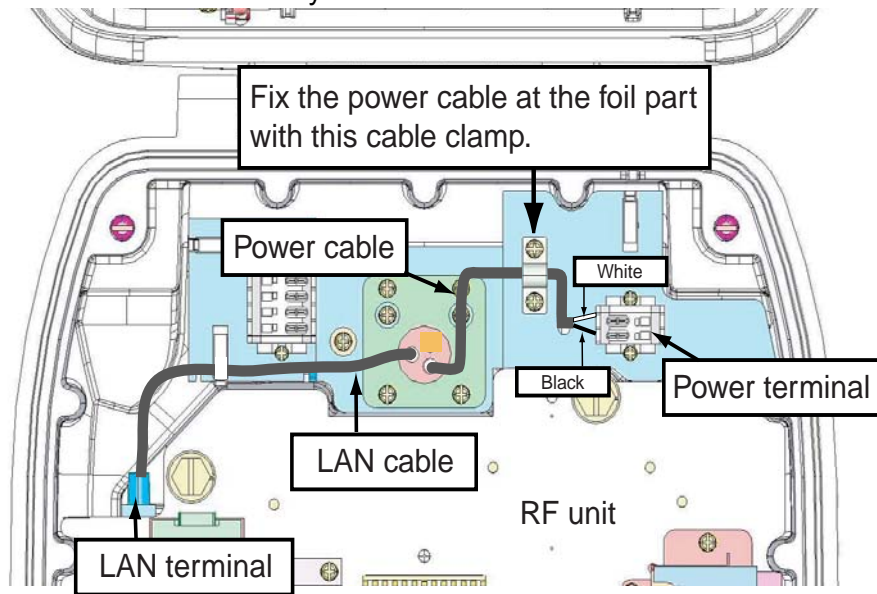 Fix the power cable at the foil part
with this cable clamp.
Power cable
White
Black
Power terminal
LAN cable
RF unit
LAN terminal